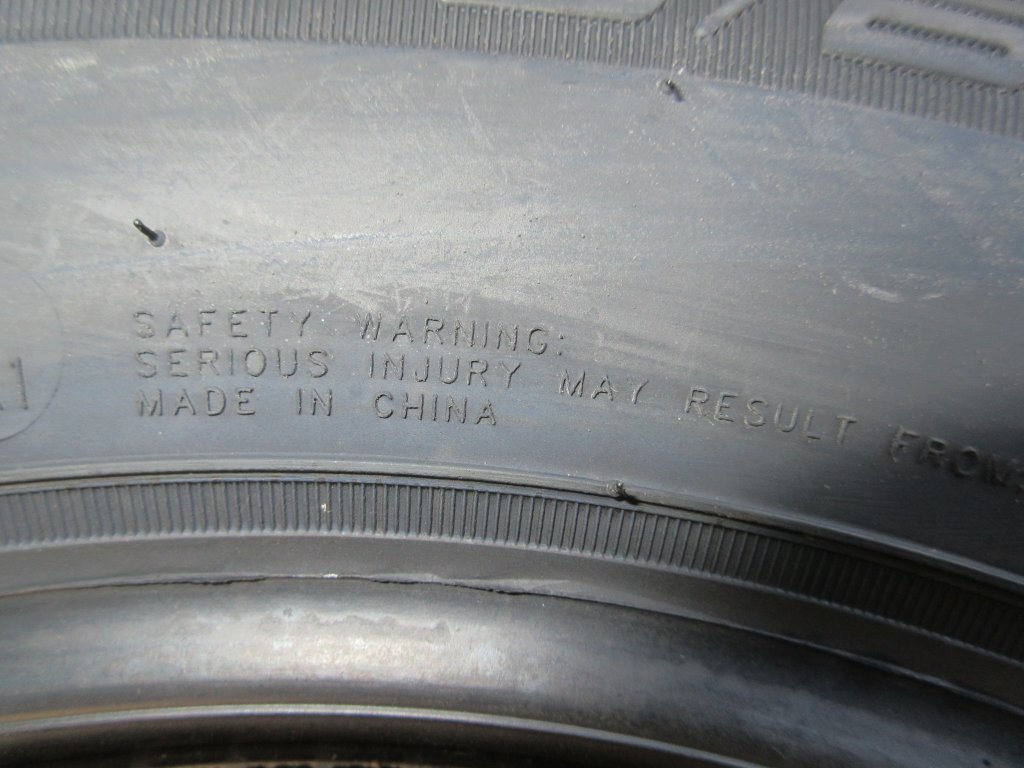 SAFETY WARNING:
SERIOUS INJURY MAY RESULT FROM:
MADE IN CHINA